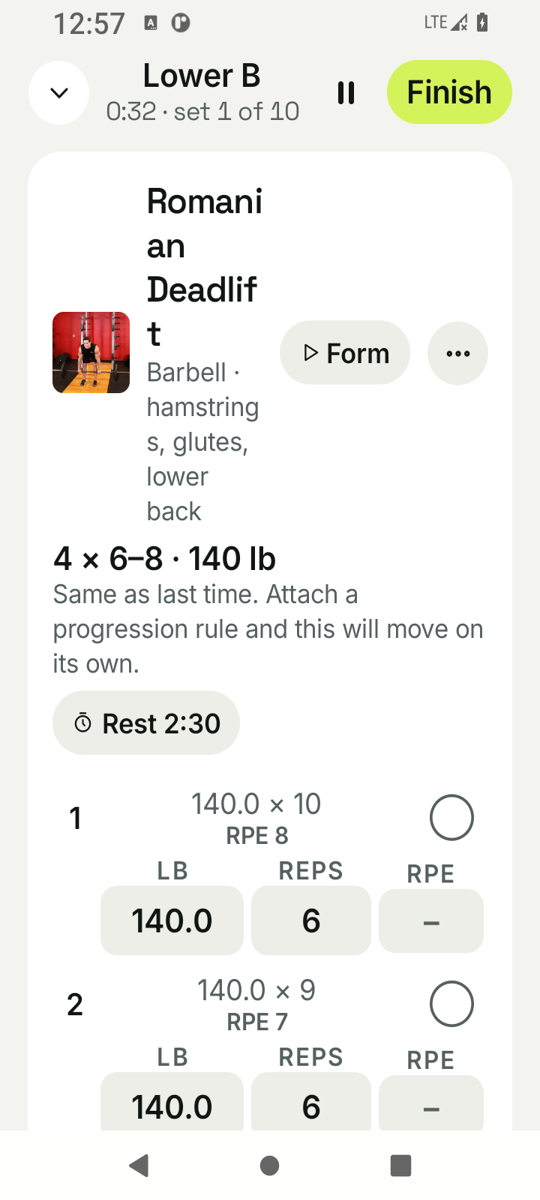 12:57
LTE
Lower B
0:32 · set 1 of 10
Finish
Romani
an
Deadlif
t
Barbell ·
hamstring
s, glutes,
lower
back
Form
4 × 6–8 · 140 lb
Same as last time. Attach a
progression rule and this will move on
its own.
Rest 2:30
1
140.0 × 10
RPE 8
LB REPS RPE
140.0 6 –
2
140.0 × 9
RPE 7
LB REPS RPE
140.0 6 –